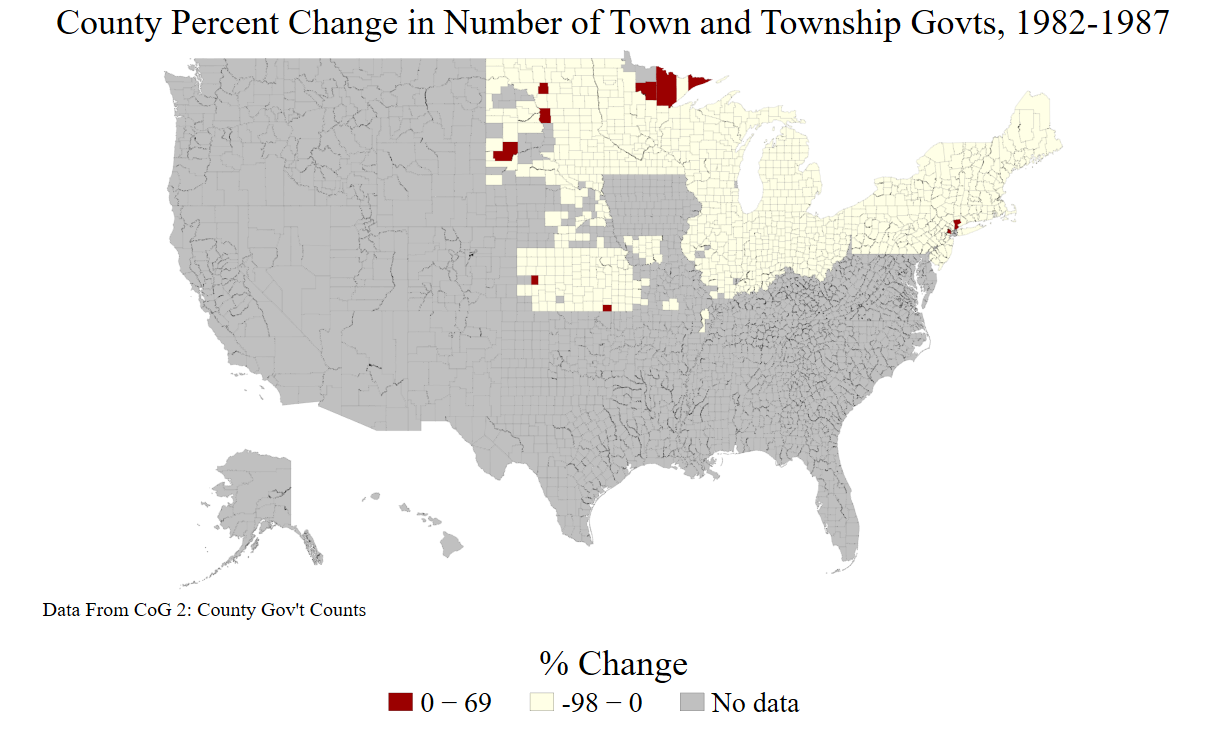 County Percent Change in Number of Town and Township Govts, 1982-1987
Data From CoG 2: County Gov't Counts
% Change
0 − 69
-98 − 0
No data